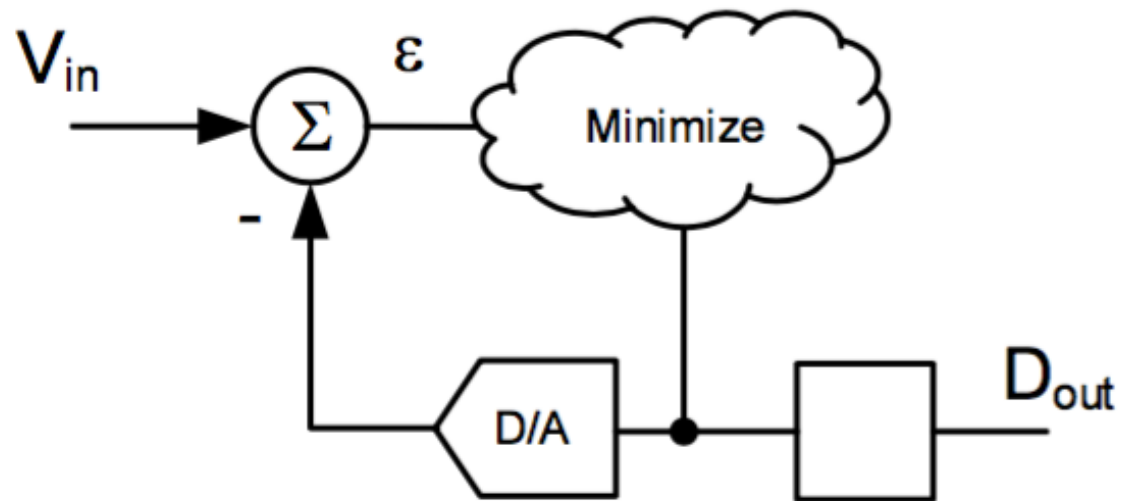 V_in
ε
Σ
Minimize
-
D/A
D_out